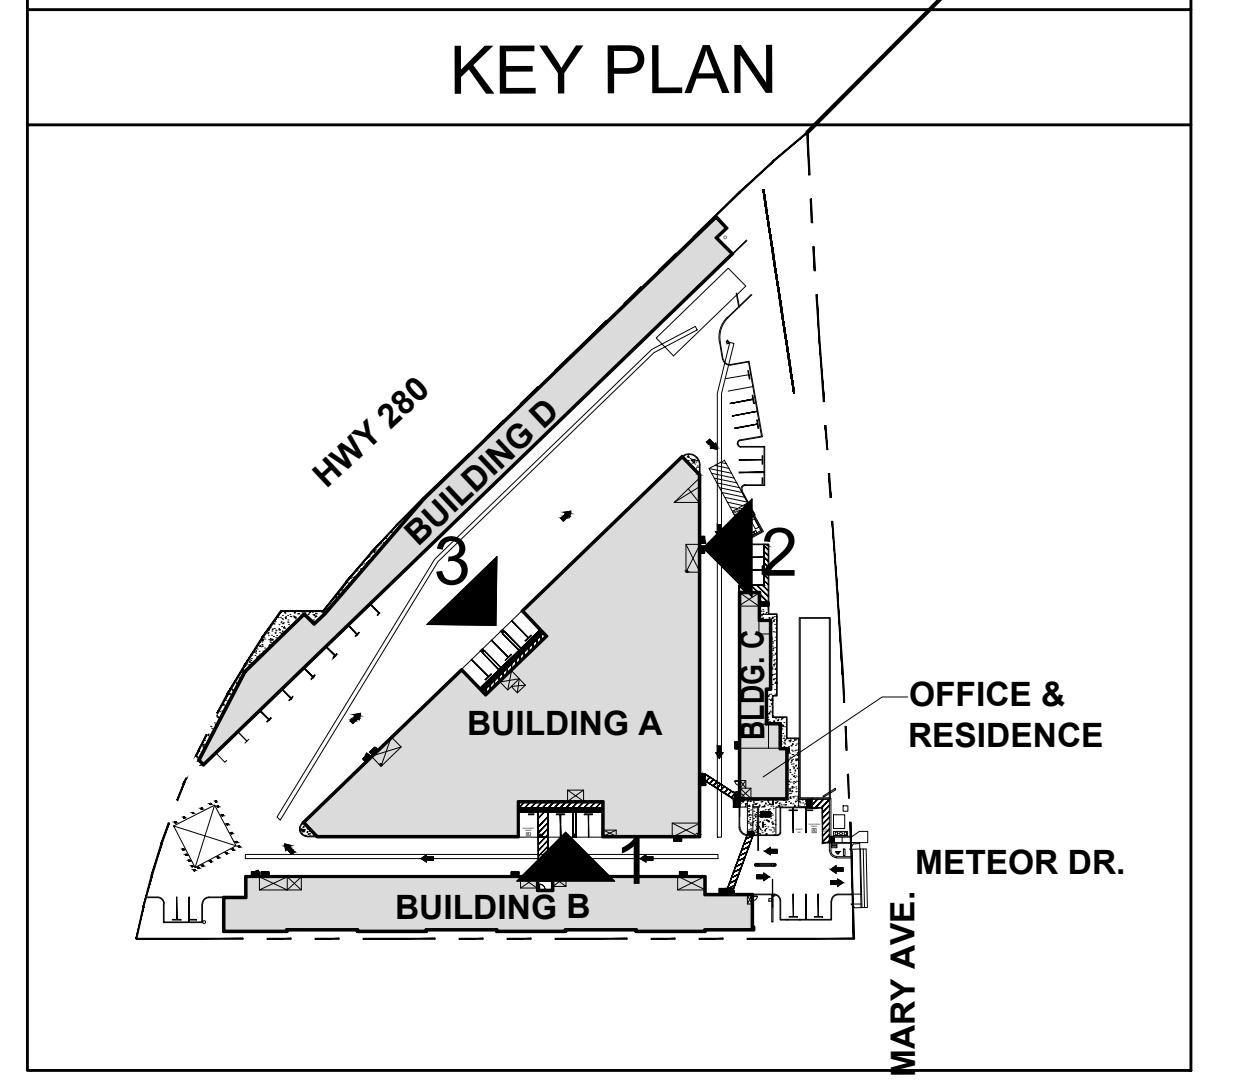 KEY PLAN
HWY 280
BUILDING D
3
2
BLDG. C
OFFICE &
RESIDENCE
BUILDING A
1
METEOR DR.
BUILDING B
MARY AVE.